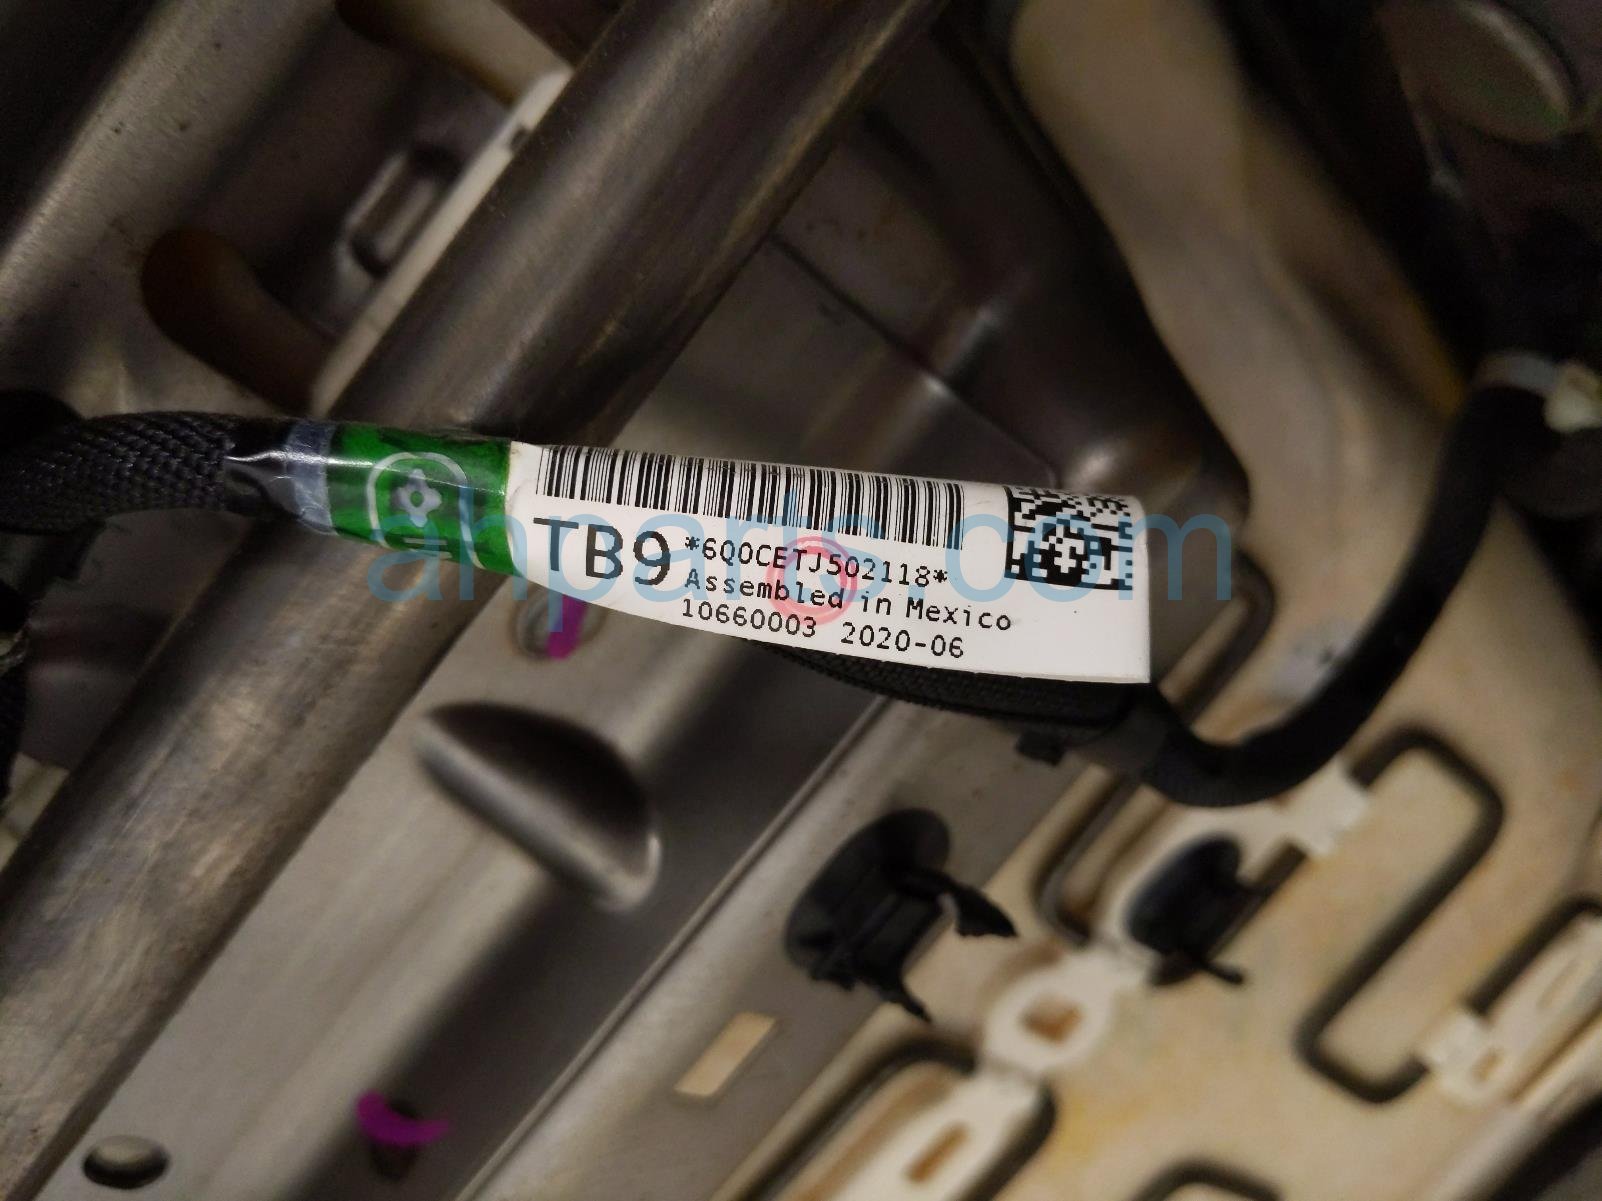 TB9
*6Q0CETJ502118*
Assembled in Mexico
10660003 2020-06
ahparts.com